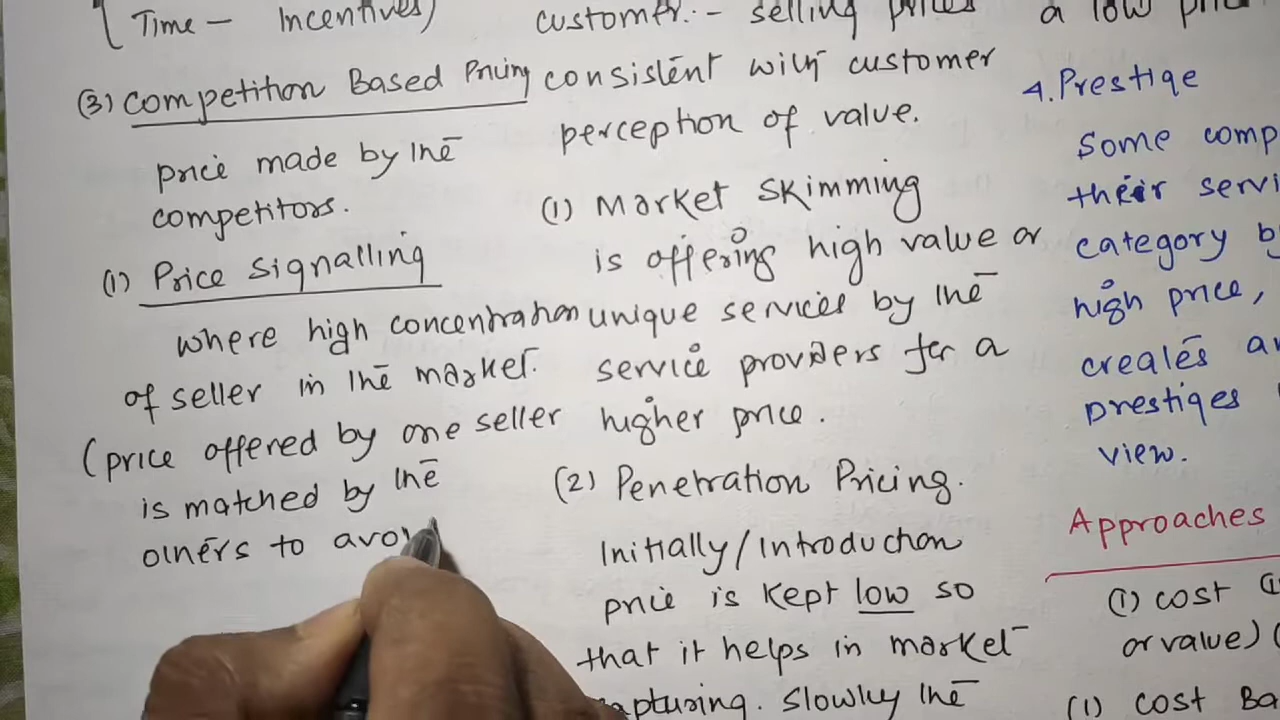 Time - Incentives)
(3) Competition Based Pricing
price made by the
competitors.
(1) Price Signalling
where high concentration
of seller in the market.
(price offered by one seller
is matched by the
others to avoi
customer:- selling prices
consistent with customer
perception of value.
(1) Market Skimming
is offering high value or
unique services by the
service providers for a
higher price.
(2) Penetration Pricing.
Initially/Introduction
price is kept low so
that it helps in market
capturing. Slowly the
a low
4. Prestige
Some comp
their servi
category by
high price,
creates an
prestiges
view.
Approaches
(1) cost
or value)
(1) Cost Ba